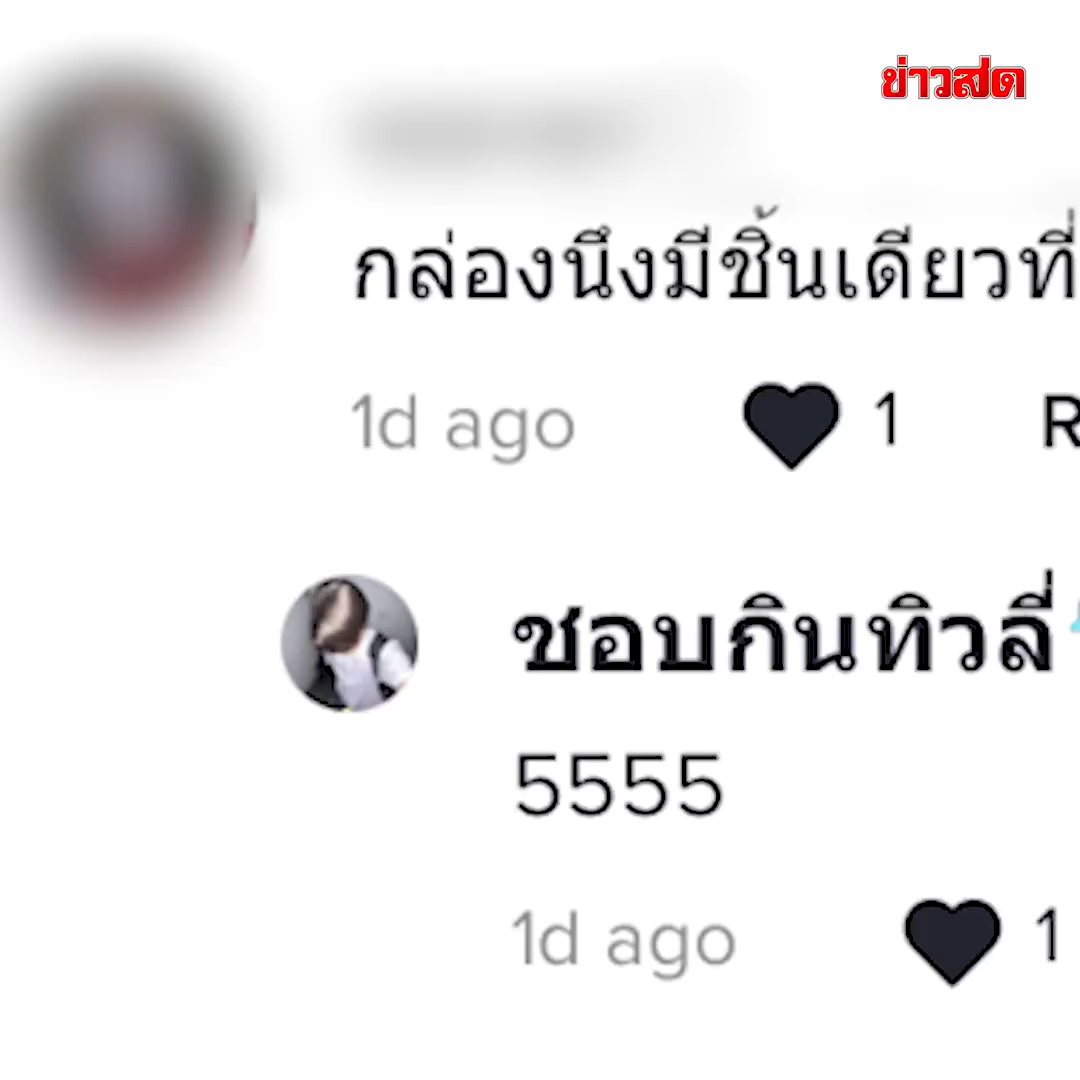 ข่าวสด
กล่องนึงมีชิ้นเดียวที่
1d ago 1 R
ชอบกินทิวลี่
5555
1d ago 1